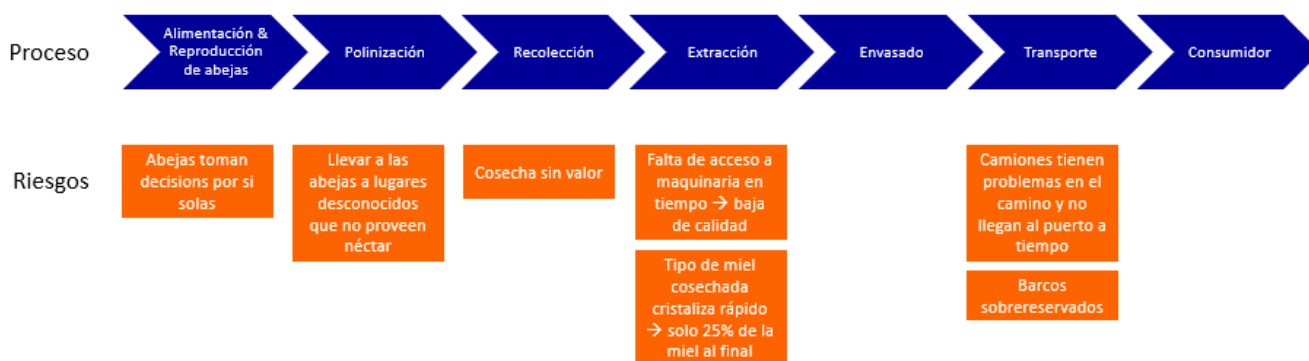 Proceso
Alimentación &
Reproducción
de abejas
Polinización
Recolección
Extracción
Envasado
Transporte
Consumidor
Riesgos
Abejas toman
decisions por si
solas
Llevar a las
abejas a lugares
desconocidos
que no proveen
néctar
Cosecha sin valor
Falta de acceso a
maquinaria en
tiempo → baja
de calidad
Tipo de miel
cosechada
cristaliza rápido
→ solo 25% de la
miel al final
Camiones tienen
problemas en el
camino y no
llegan al puerto a
tiempo
Barcos
sobrereservados